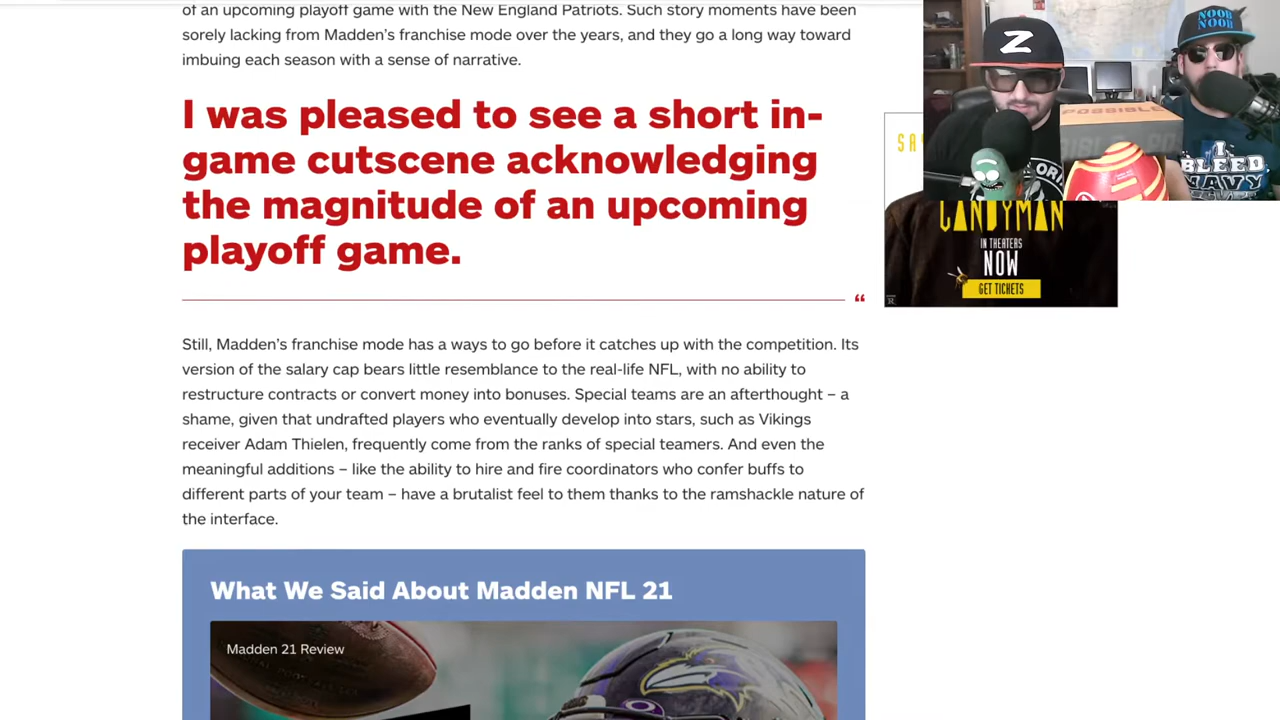 of an upcoming playoff game with the New England Patriots. Such story moments have been
sorely lacking from Madden's franchise mode over the years, and they go a long way toward
imbuing each season with a sense of narrative.
I was pleased to see a short in-
game cutscene acknowledging
the magnitude of an upcoming
playoff game.
“
Still, Madden's franchise mode has a ways to go before it catches up with the competition. Its
version of the salary cap bears little resemblance to the real-life NFL, with no ability to
restructure contracts or convert money into bonuses. Special teams are an afterthought – a
shame, given that undrafted players who eventually develop into stars, such as Vikings
receiver Adam Thielen, frequently come from the ranks of special teamers. And even the
meaningful additions – like the ability to hire and fire coordinators who confer buffs to
different parts of your team – have a brutalist feel to them thanks to the ramshackle nature of
the interface.
What We Said About Madden NFL 21
Madden 21 Review
Z
NOOB
NOOB
POSSIBLE
I
BLEED
NAVY
SA
CANDYMAN
IN THEATERS
NOW
GET TICKETS
R